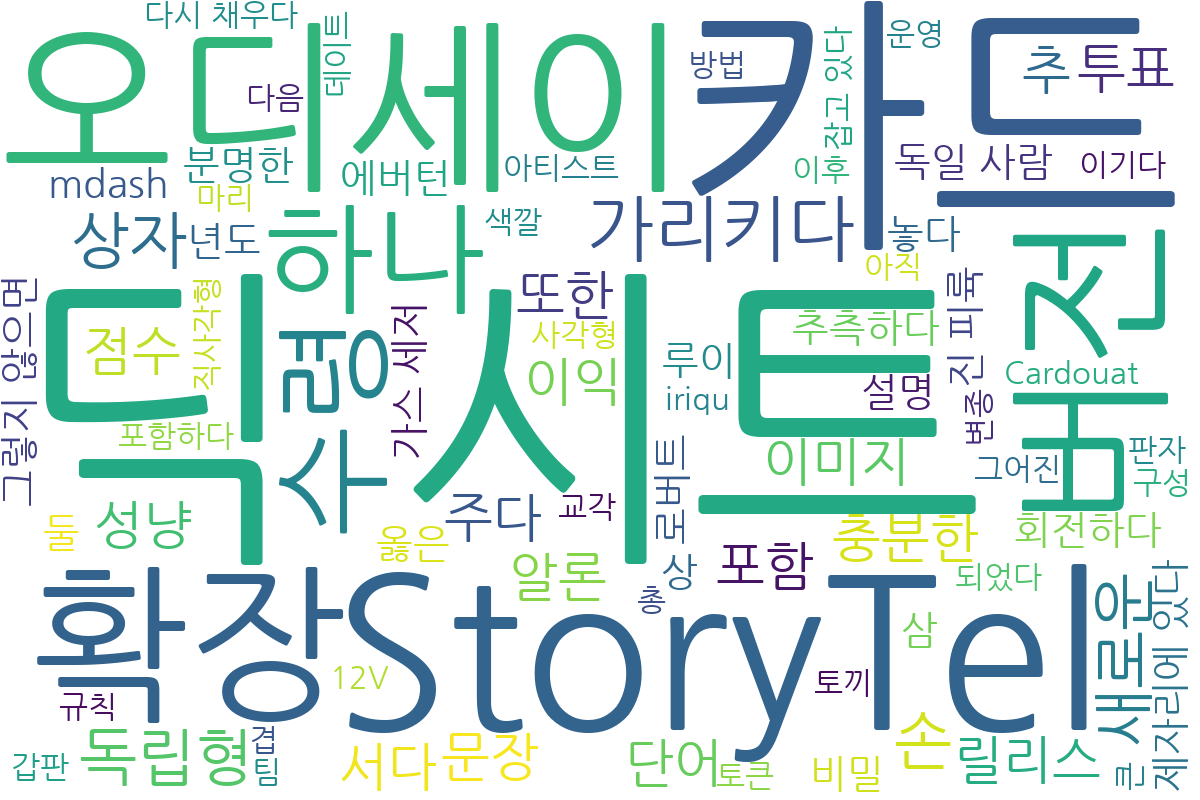 다시 채우다
데이트
오디세이
카드
방법
잡고 있다
운영
추
투표
다음
분명한
에버턴
아티스트
이후
독일 사람
이기다
mdash
마리
색깔
가리키다
놓다
상자
년도
하나
아직
버전
그렇지 않으면
딕시트
직사각형
점수
수령
가스 세저
또한
사각형
이익
루이
iriqu
추측하다
설명
진 피륙
변종
Cardouat
포함하다
이미지
그어진
판자
구성
성냥
둘
옳은
주다
교각
로버트
충분한
회전하다
알론
상
총
포함
되었다
확장
StoryTel
삼
새로운
제자리에 있다
12V
토끼
규칙
겹
팀
갑판
독립형
서다
문장
단어
토큰
비밀
손
릴리스
큰